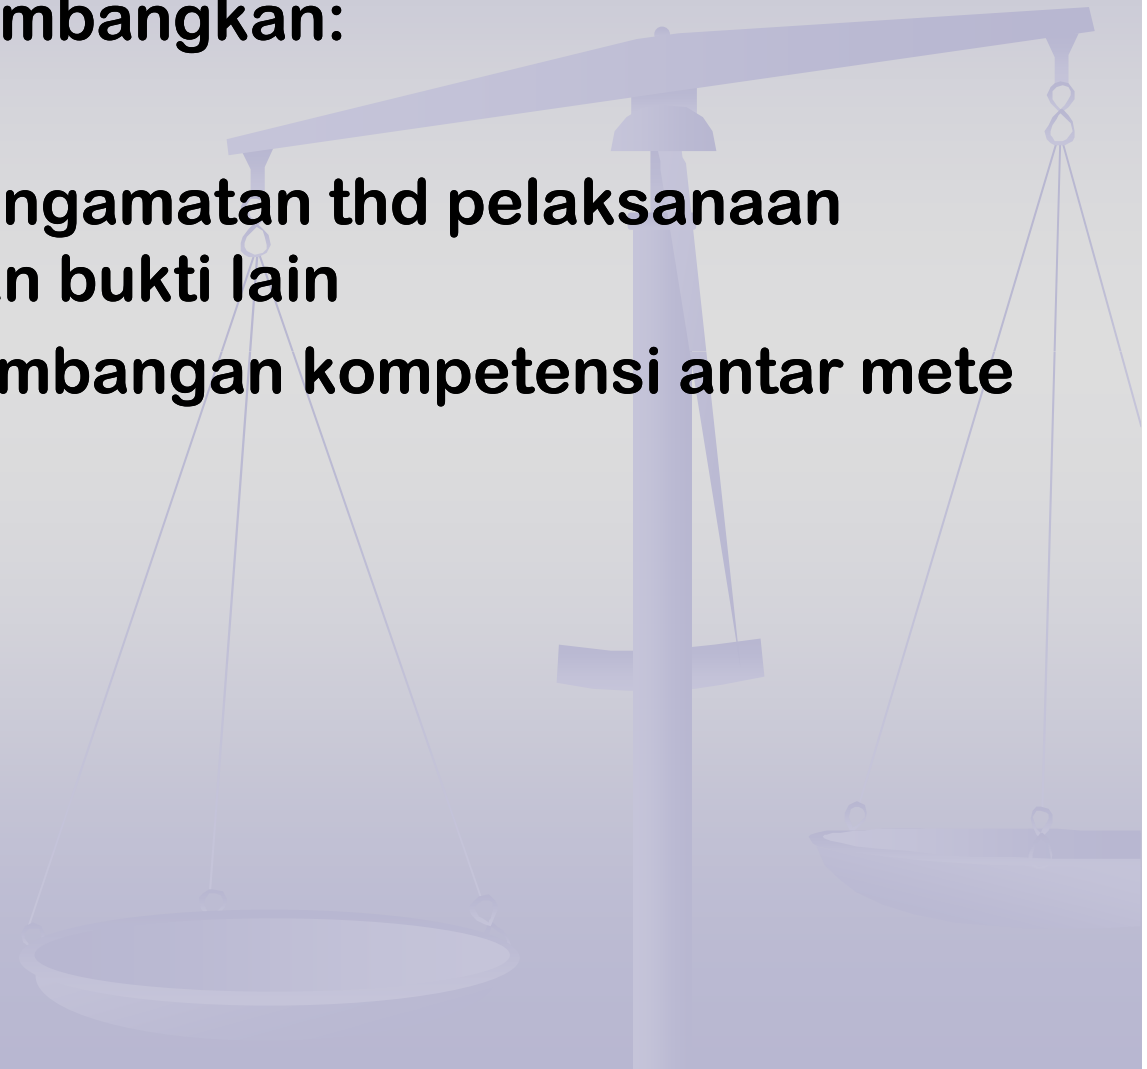 mbangkan:
ngamatan thd pelaksanaan
n bukti lain
mbangan kompetensi antar mete